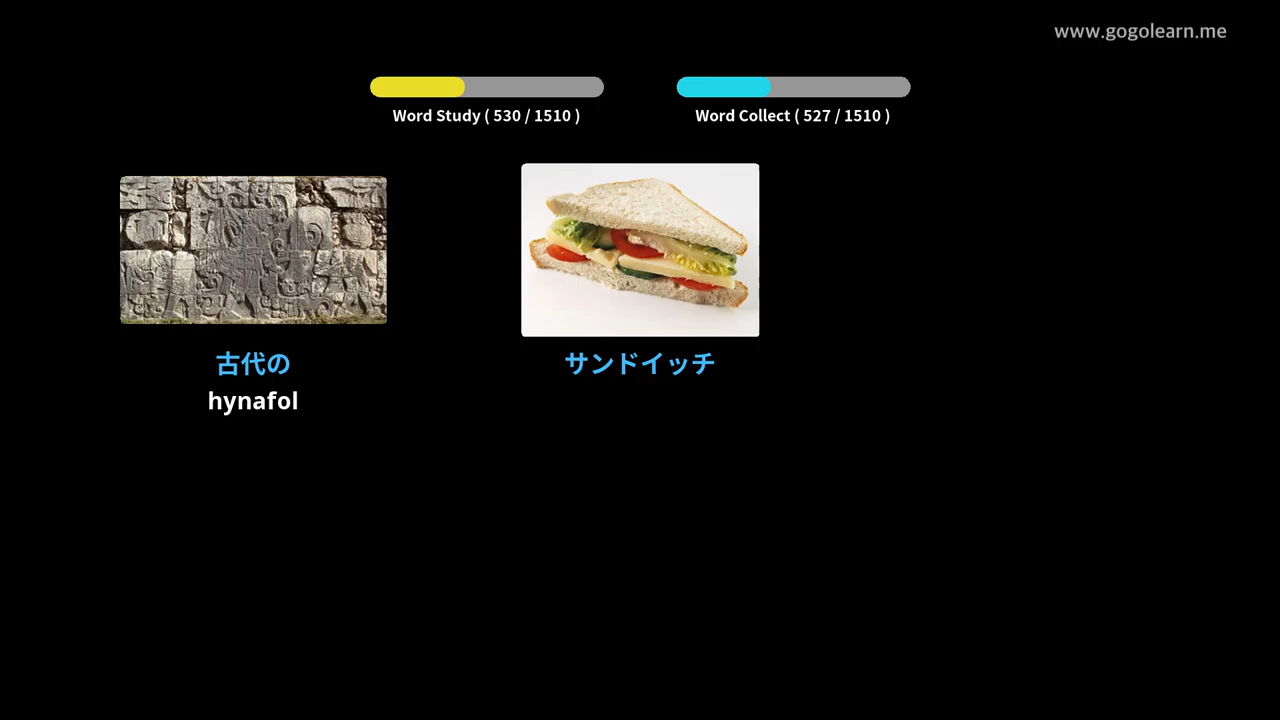 www.gogolearn.me
Word Study ( 530 / 1510 )
Word Collect ( 527 / 1510 )
古代の
hynafol
サンドイッチ